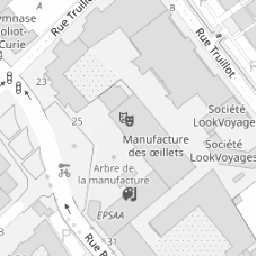 ymnase
oliot-
Curie
Rue Truillot
Rue Truillot
23
25
Société
LookVoyages
Manufacture
des œillets
Société
LookVoyages
Arbre de
la manufacture
EPSAA
31